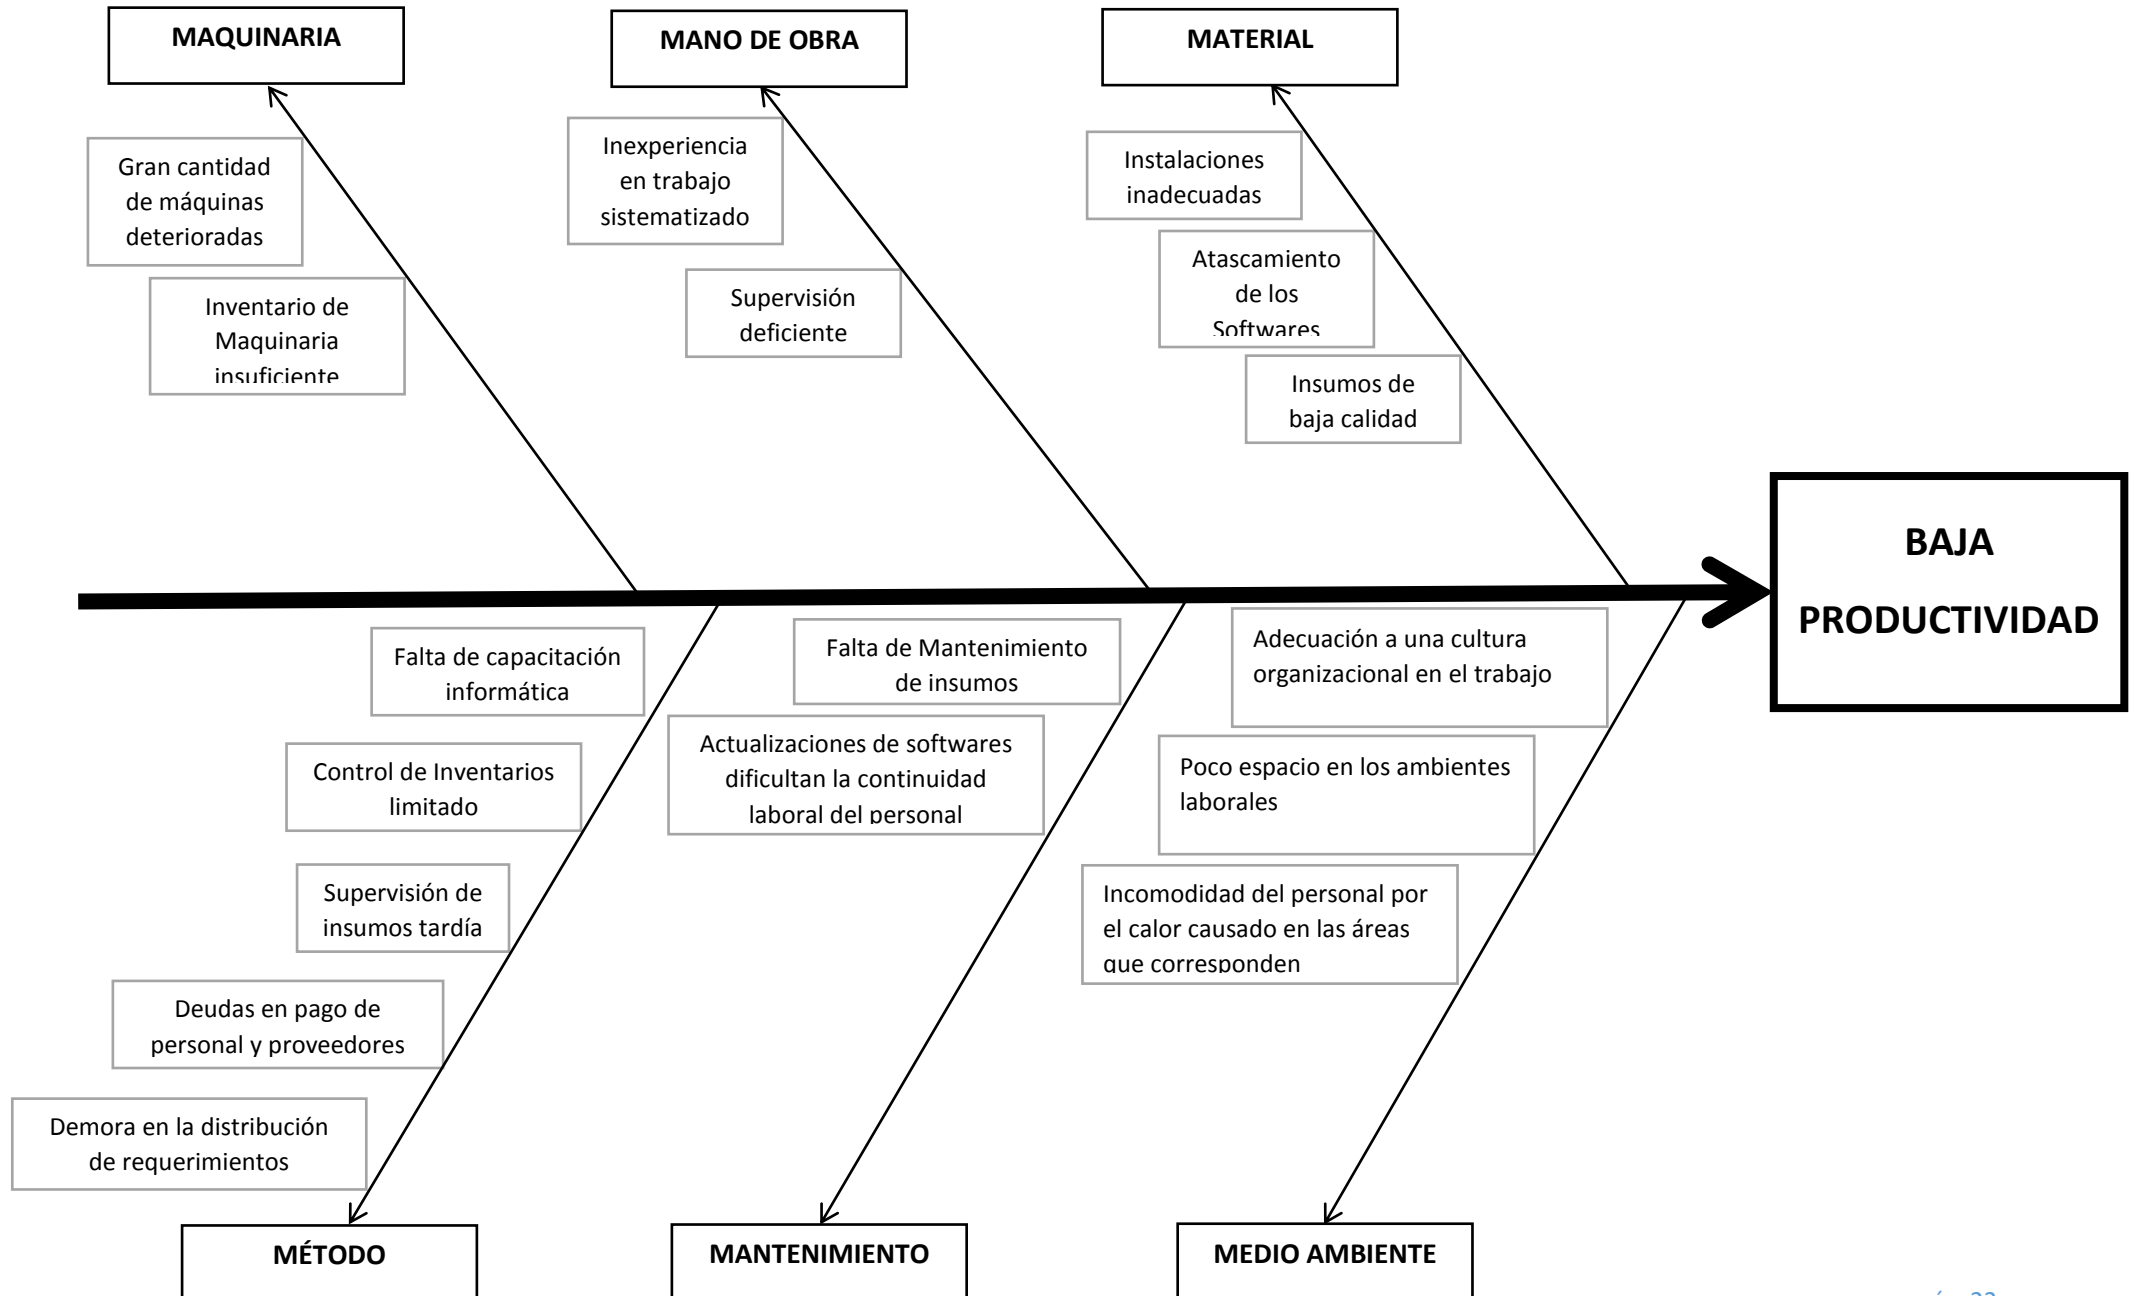 MAQUINARIA
MANO DE OBRA
MATERIAL
Gran cantidad
de máquinas
deterioradas
Inventario de
Maquinaria
insuficiente
Inexperiencia
en trabajo
sistematizado
Supervisión
deficiente
Instalaciones
inadecuadas
Atascamiento
de los
Softwares
Insumos de
baja calidad
BAJA
PRODUCTIVIDAD
Falta de capacitación
informática
Control de Inventarios
limitado
Supervisión de
insumos tardía
Deudas en pago de
personal y proveedores
Demora en la distribución
de requerimientos
Falta de Mantenimiento
de insumos
Actualizaciones de softwares
dificultan la continuidad
laboral del personal
Adecuación a una cultura
organizacional en el trabajo
Poco espacio en los ambientes
laborales
Incomodidad del personal por
el calor causado en las áreas
que corresponden
MÉTODO
MANTENIMIENTO
MEDIO AMBIENTE